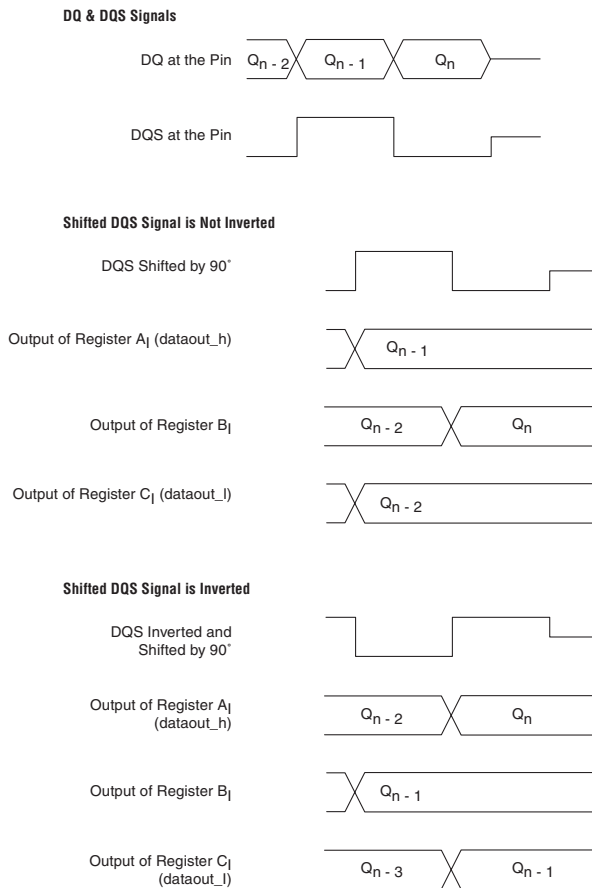 DQ & DQS Signals
DQ at the Pin Qn - 2 Qn - 1 Qn
DQS at the Pin
Shifted DQS Signal is Not Inverted
DQS Shifted by 90˚
Output of Register AI (dataout_h) Qn - 1
Output of Register BI Qn - 2 Qn
Output of Register CI (dataout_l) Qn - 2
Shifted DQS Signal is Inverted
DQS Inverted and
Shifted by 90˚
Output of Register AI
(dataout_h) Qn - 2 Qn
Output of Register BI Qn - 1
Output of Register CI
(dataout_l) Qn - 3 Qn - 1